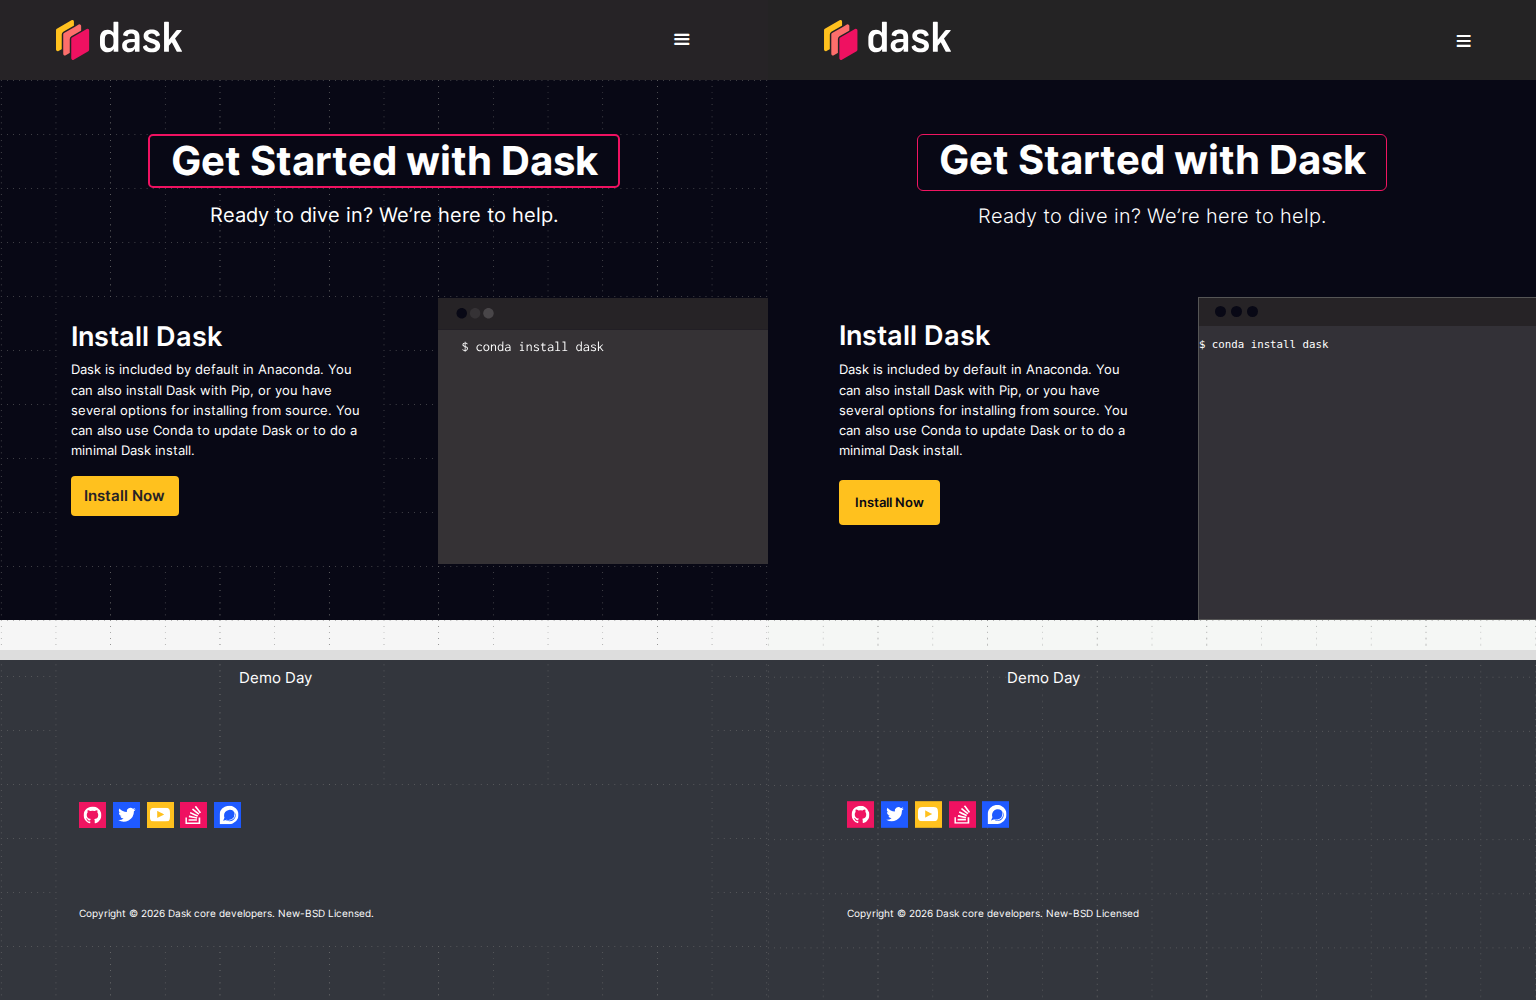 dask
Get Started with Dask
Ready to dive in? We’re here to help.
Install Dask
Dask is included by default in Anaconda. You
can also install Dask with Pip, or you have
several options for installing from source. You
can also use Conda to update Dask or to do a
minimal Dask install.
Install Now
$ conda install dask
Demo Day
Copyright © 2026 Dask core developers. New-BSD Licensed.
dask
Get Started with Dask
Ready to dive in? We’re here to help.
Install Dask
Dask is included by default in Anaconda. You
can also install Dask with Pip, or you have
several options for installing from source. You
can also use Conda to update Dask or to do a
minimal Dask install.
Install Now
$ conda install dask
Demo Day
Copyright © 2026 Dask core developers. New-BSD Licensed